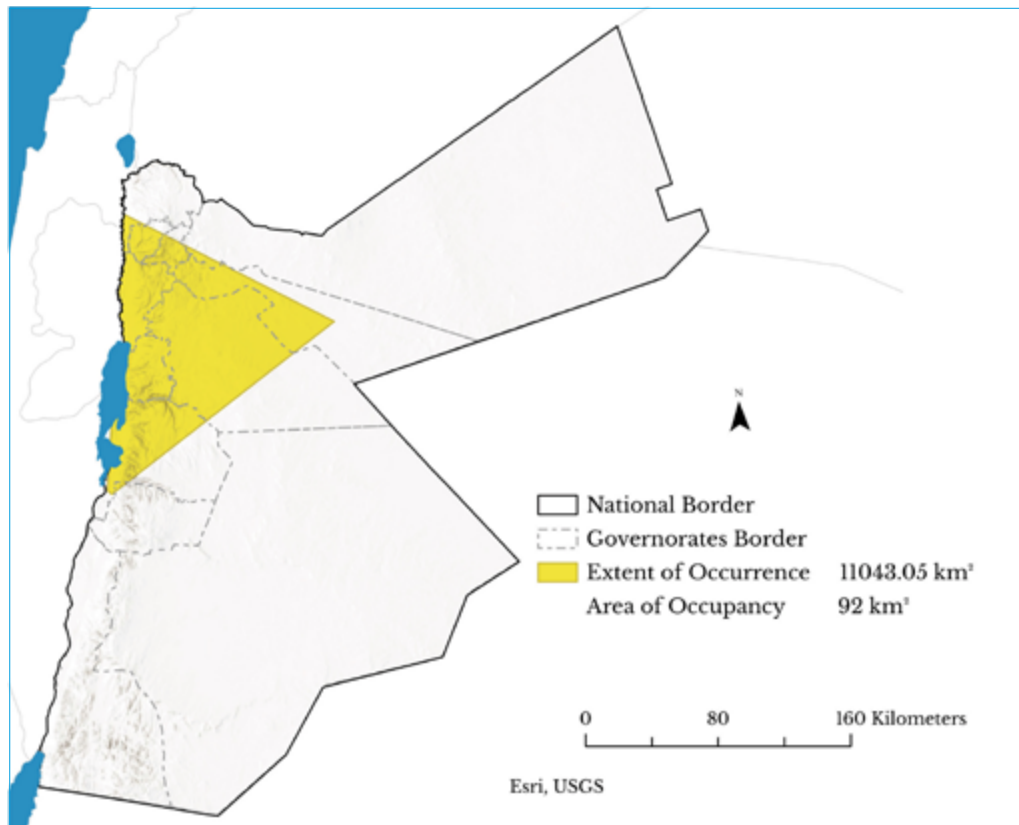 N
National Border
Governorates Border
Extent of Occurrence 11043.05 km²
Area of Occupancy 92 km²
0 80 160 Kilometers
Esri, USGS